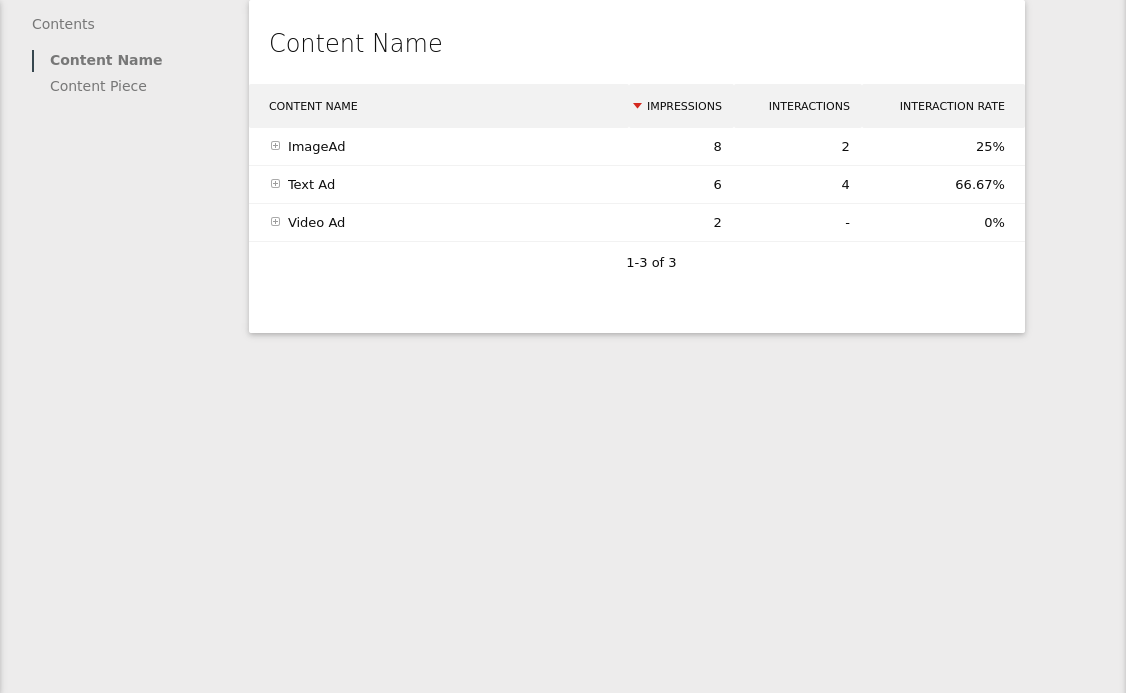 Contents
Content Name
Content Piece
Content Name
CONTENT NAME IMPRESSIONS INTERACTIONS INTERACTION RATE
ImageAd 8 2 25%
Text Ad 6 4 66.67%
Video Ad 2 - 0%
1-3 of 3